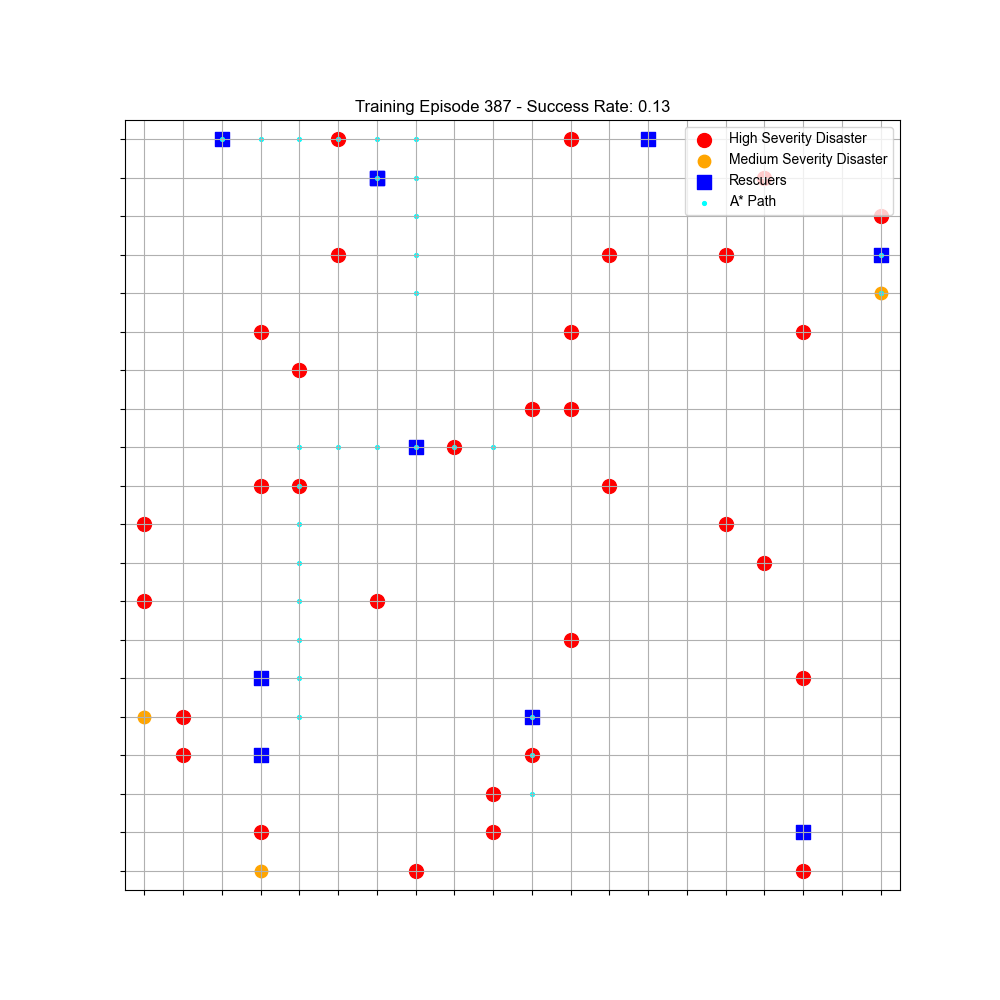 Training Episode 387 - Success Rate: 0.13
High Severity Disaster
Medium Severity Disaster
Rescuers
A* Path